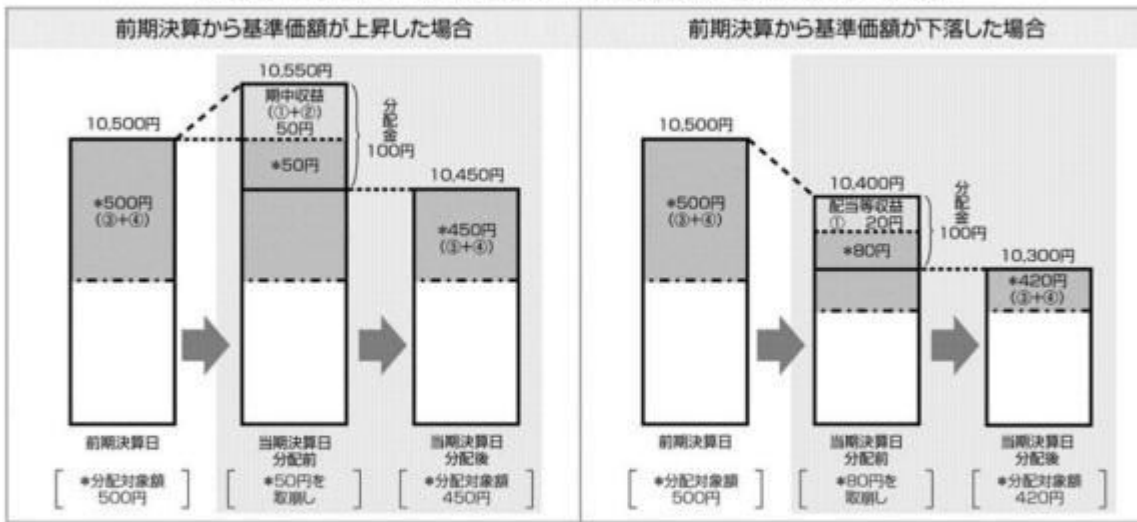 前期決算から基準価額が上昇した場合
10,550円
期中収益
(①+②)
50円
*50円
分配金
100円
10,500円
*500円
(③+④)
10,450円
*450円
(③+④)
前期決算日
当期決算日
分配前
当期決算日
分配後
*分配対象額
500円
*50円を
取崩し
*分配対象額
450円
前期決算から基準価額が下落した場合
10,500円
*500円
(③+④)
10,400円
配当等収益
① 20円
*80円
分配金
100円
10,300円
*420円
(③+④)
前期決算日
当期決算日
分配前
当期決算日
分配後
*分配対象額
500円
*80円を
取崩し
*分配対象額
420円